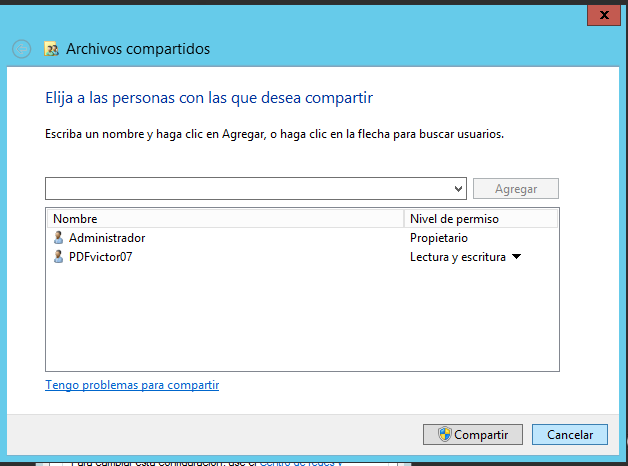 x
Archivos compartidos
Elija a las personas con las que desea compartir
Escriba un nombre y haga clic en Agregar, o haga clic en la flecha para buscar usuarios.
Agregar
Nombre Nivel de permiso
Administrador Propietario
PDFvictor07 Lectura y escritura
Tengo problemas para compartir
Compartir Cancelar
Para cambiar esta configuración, use el Centro de redes y